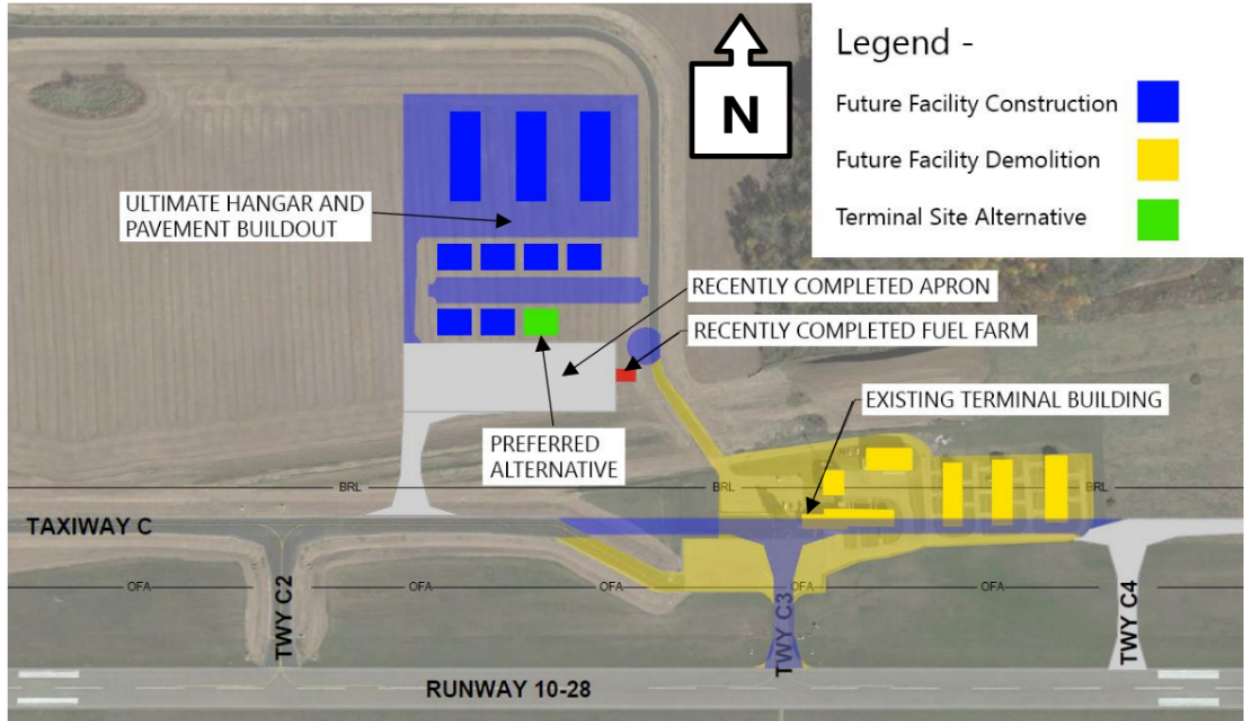 N
Legend -
Future Facility Construction
Future Facility Demolition
Terminal Site Alternative
ULTIMATE HANGAR AND
PAVEMENT BUILDOUT
RECENTLY COMPLETED APRON
RECENTLY COMPLETED FUEL FARM
EXISTING TERMINAL BUILDING
PREFERRED
ALTERNATIVE
BRL
BRL
BRL
TAXIWAY C
OFA
OFA
OFA
OFA
OFA
TWY C2
TWY C3
TWY C4
RUNWAY 10-28